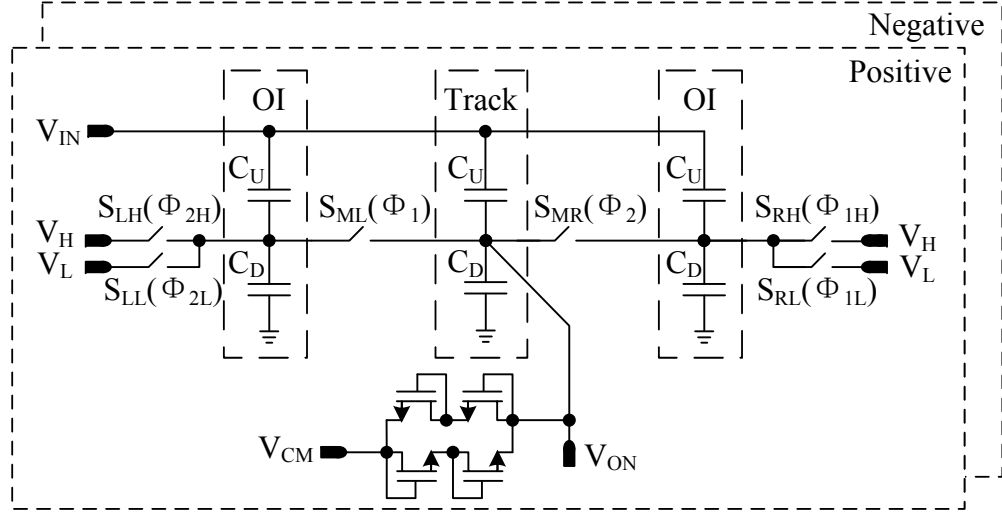 Negative
Positive
OI Track OI
V_IN
C_U C_U C_U
S_LH(Φ_2H) S_ML(Φ_1) S_MR(Φ_2) S_RH(Φ_1H)
V_H V_H
V_L C_D C_D C_D V_L
S_LL(Φ_2L) S_RL(Φ_1L)
V_CM V_ON